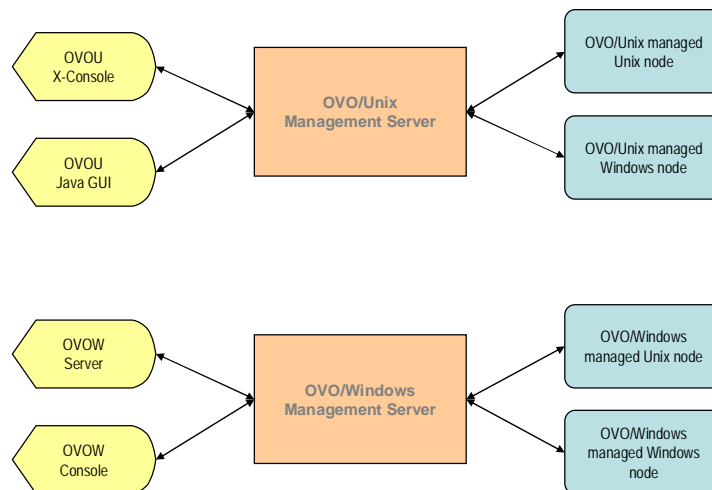 OVOU
X-Console
OVO/Unix
Management Server
OVO/Unix managed
Unix node
OVOU
Java GUI
OVO/Unix managed
Windows node
OVOW
Server
OVO/Windows
Management Server
OVO/Windows
managed Unix node
OVOW
Console
OVO/Windows
managed Windows
node